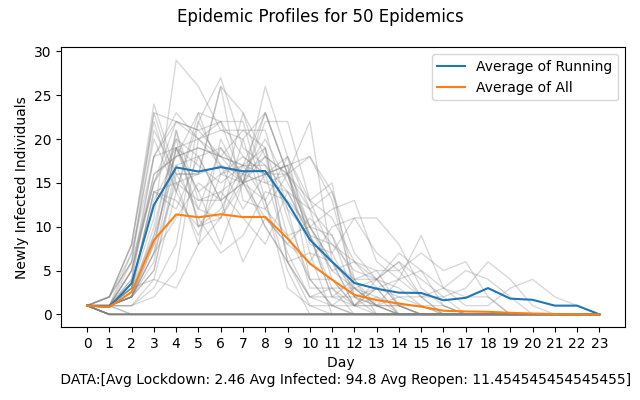 Epidemic Profiles for 50 Epidemics
Newly Infected Individuals
30
25
20
15
10
5
0
Average of Running
Average of All
0 1 2 3 4 5 6 7 8 9 10 11 12 13 14 15 16 17 18 19 20 21 22 23
Day
DATA:[Avg Lockdown: 2.46 Avg Infected: 94.8 Avg Reopen: 11.454545454545455]